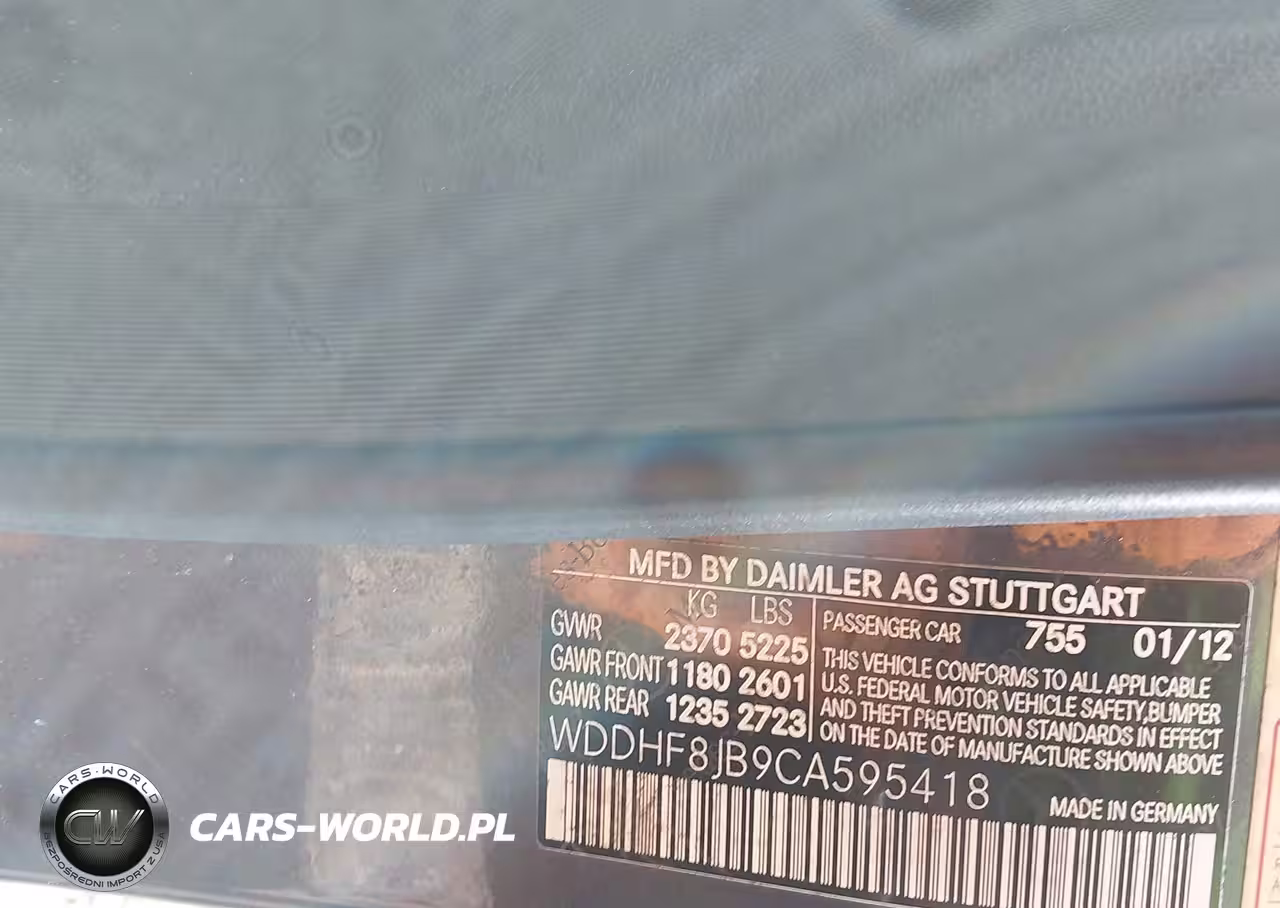 MFD BY DAIMLER AG STUTTGART
KG LBS
GVWR 2370 5225
GAWR FRONT 1180 2601
GAWR REAR 1235 2723
PASSENGER CAR 755 01/12
THIS VEHICLE CONFORMS TO ALL APPLICABLE
U.S. FEDERAL MOTOR VEHICLE SAFETY,BUMPER
AND THEFT PREVENTION STANDARDS IN EFFECT
ON THE DATE OF MANUFACTURE SHOWN ABOVE
WDDHF8JB9CA595418
MADE IN GERMANY
CARS-WORLD
CW
BEZPOŚREDNI IMPORT Z USA
CARS-WORLD.PL